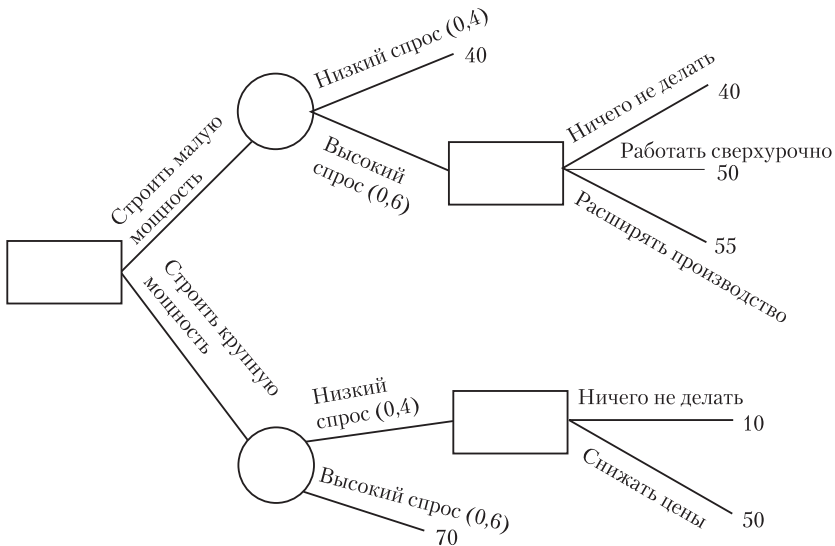 Низкий спрос (0,4)
40
Строить малую
мощность
Высокий
спрос (0,6)
Ничего не делать
40
Работать сверхурочно
50
Расширять производство
55
Строить крупную
мощность
Низкий
спрос (0,4)
Ничего не делать
10
Снижать цены
50
Высокий спрос (0,6)
70